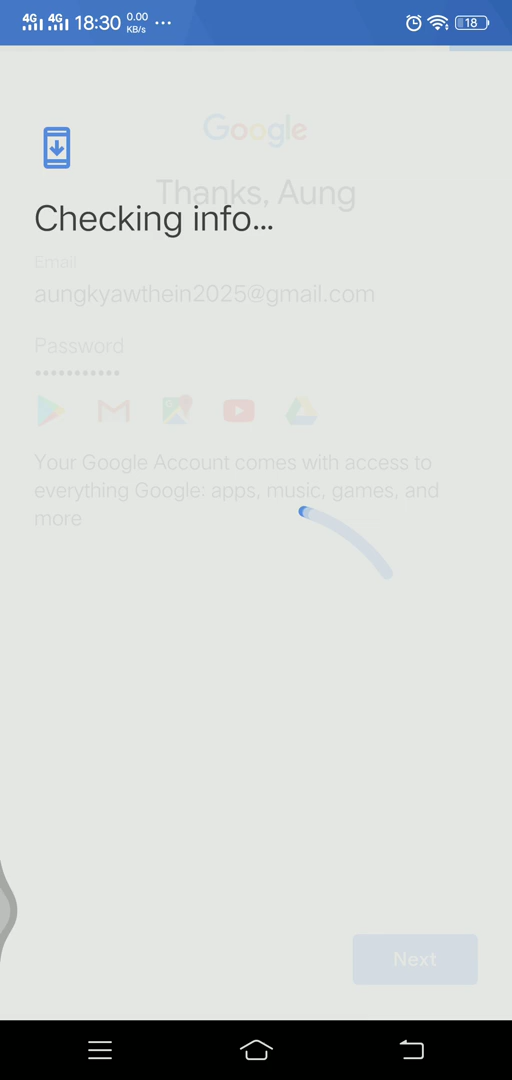 4G 4G 18:30 0.00 KB/s ... 18
Google
Thanks, Aung
Checking info...
Email
aungkyawthein2025@gmail.com
Password
•••••••••••
Your Google Account comes with access to
everything Google: apps, music, games, and
more
Next